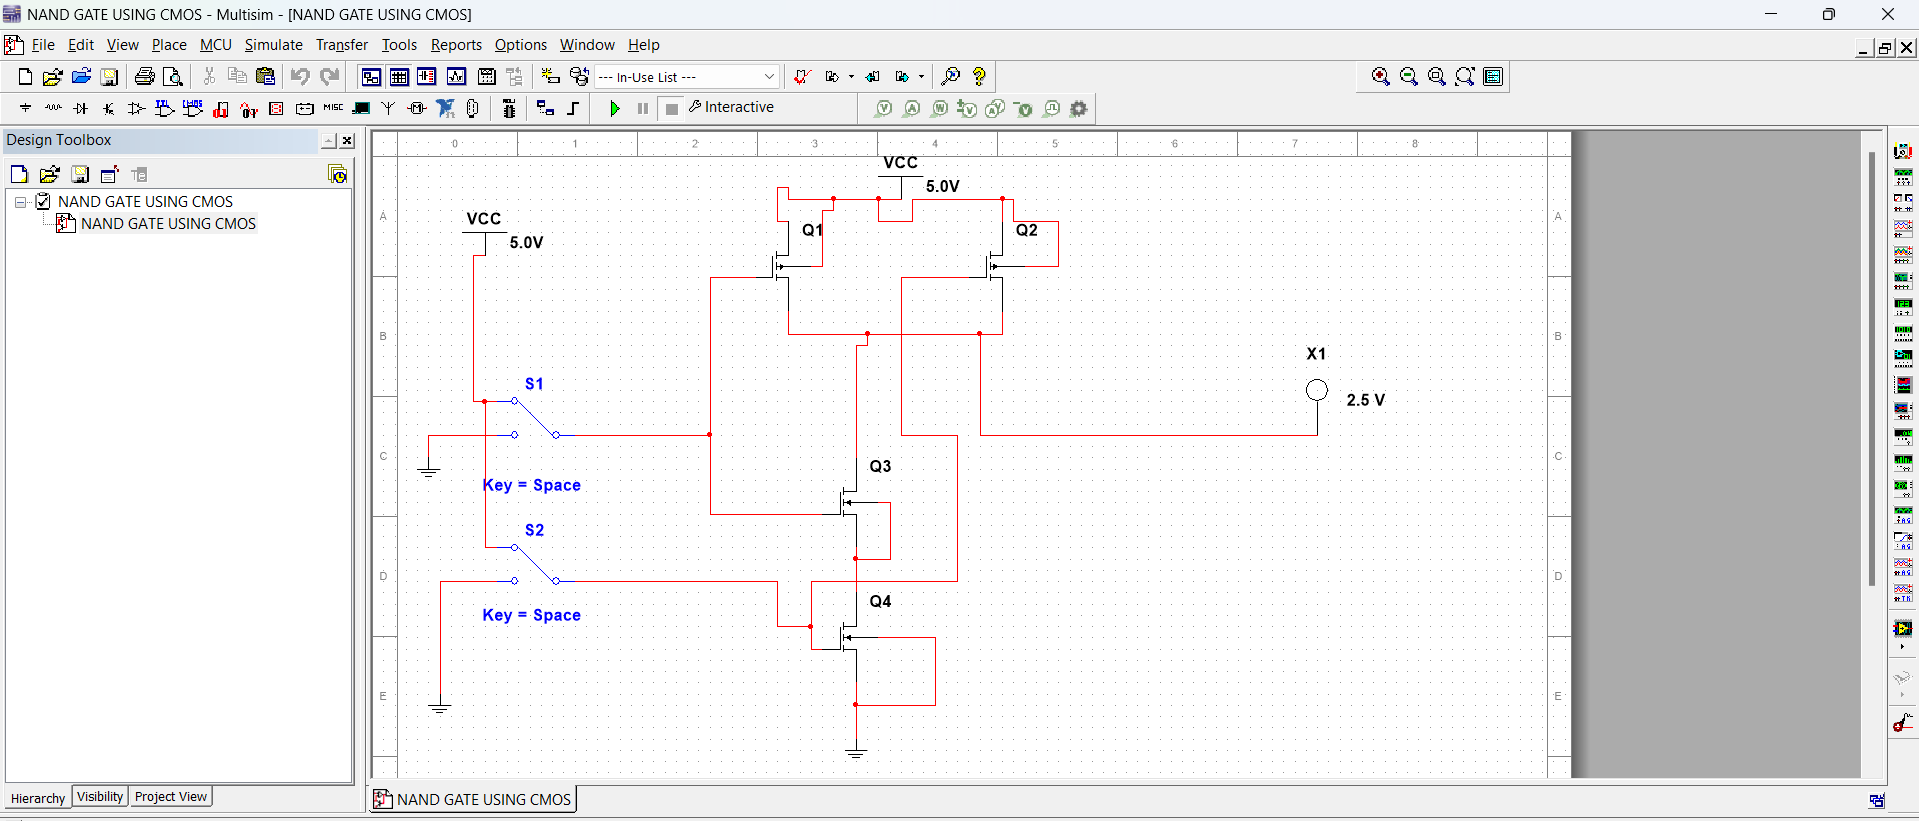 NAND GATE USING CMOS - Multisim - [NAND GATE USING CMOS]
File Edit View Place MCU Simulate Transfer Tools Reports Options Window Help
--- In-Use List ---
MISC
Interactive
Design Toolbox
NAND GATE USING CMOS
NAND GATE USING CMOS
Hierarchy Visibility Project View
0 1 2 3 4 5 6 7 8
A
B
C
D
E
A
B
C
D
E
VCC
5.0V
VCC
5.0V
Q1
Q2
X1
2.5 V
S1
Key = Space
S2
Key = Space
Q3
Q4
NAND GATE USING CMOS